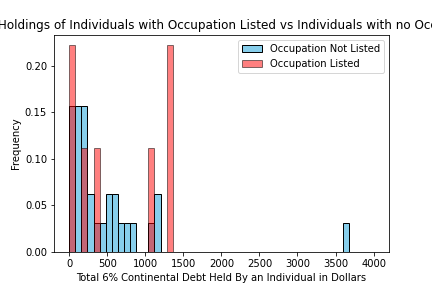 Holdings of Individuals with Occupation Listed vs Individuals with no
Occupation Not Listed
Occupation Listed
Frequency
0.20
0.15
0.10
0.05
0.00
0 500 1000 1500 2000 2500 3000 3500 4000
Total 6% Continental Debt Held By an Individual in Dollars